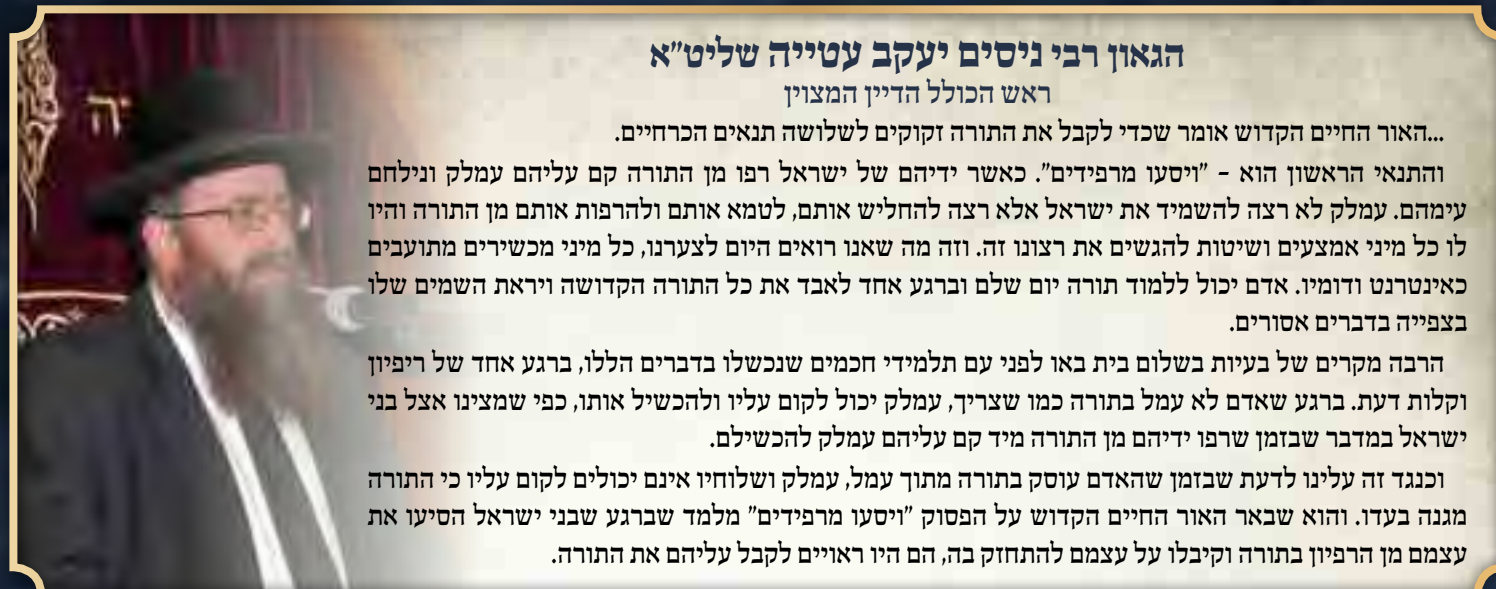 הגאון רבי ניסים יעקב עטייה שליט"א
ראש הכולל הדיין המצוין
...האור החיים הקדוש אומר שכדי לקבל את התורה זקוקים לשלושה תנאים הכרחיים.
והתנאי הראשון הוא - "ויסעו מרפידים". כאשר ידיהם של ישראל רפו מן התורה קם עליהם עמלק ונילחם
עימהם. עמלק לא רצה להשמיד את ישראל אלא רצה להחליש אותם, לטמא אותם ולהרפות אותם מן התורה והיו
לו כל מיני אמצעים ושיטות להגשים את רצונו זה. וזה מה שאנו רואים היום לצערנו, כל מיני מכשירים מתועבים
כאינטרנט ודומיו. אדם יכול ללמוד תורה יום שלם וברגע אחד לאבד את כל התורה הקדושה ויראת השמים שלו
בצפייה בדברים אסורים.
הרבה מקרים של בעיות בשלום בית באו לפני עם תלמידי חכמים שנכשלו בדברים הללו, ברגע אחד של ריפיון
וקלות דעת. ברגע שאדם לא עמל בתורה כמו שצריך, עמלק יכול לקום עליו ולהכשיל אותו, כפי שמצינו אצל בני
ישראל במדבר שבזמן שרפו ידיהם מן התורה מיד קם עליהם עמלק להכשילם.
וכנגד זה עלינו לדעת שבזמן שהאדם עוסק בתורה מתוך עמל, עמלק ושלוחיו אינם יכולים לקום עליו כי התורה
מגנה בעדו. והוא שבאר האור החיים הקדוש על הפסוק "ויסעו מרפידים" מלמד שברגע שבני ישראל הסיעו את
עצמם מן הרפיון בתורה וקיבלו על עצמם להתחזק בה, הם היו ראויים לקבל עליהם את התורה.